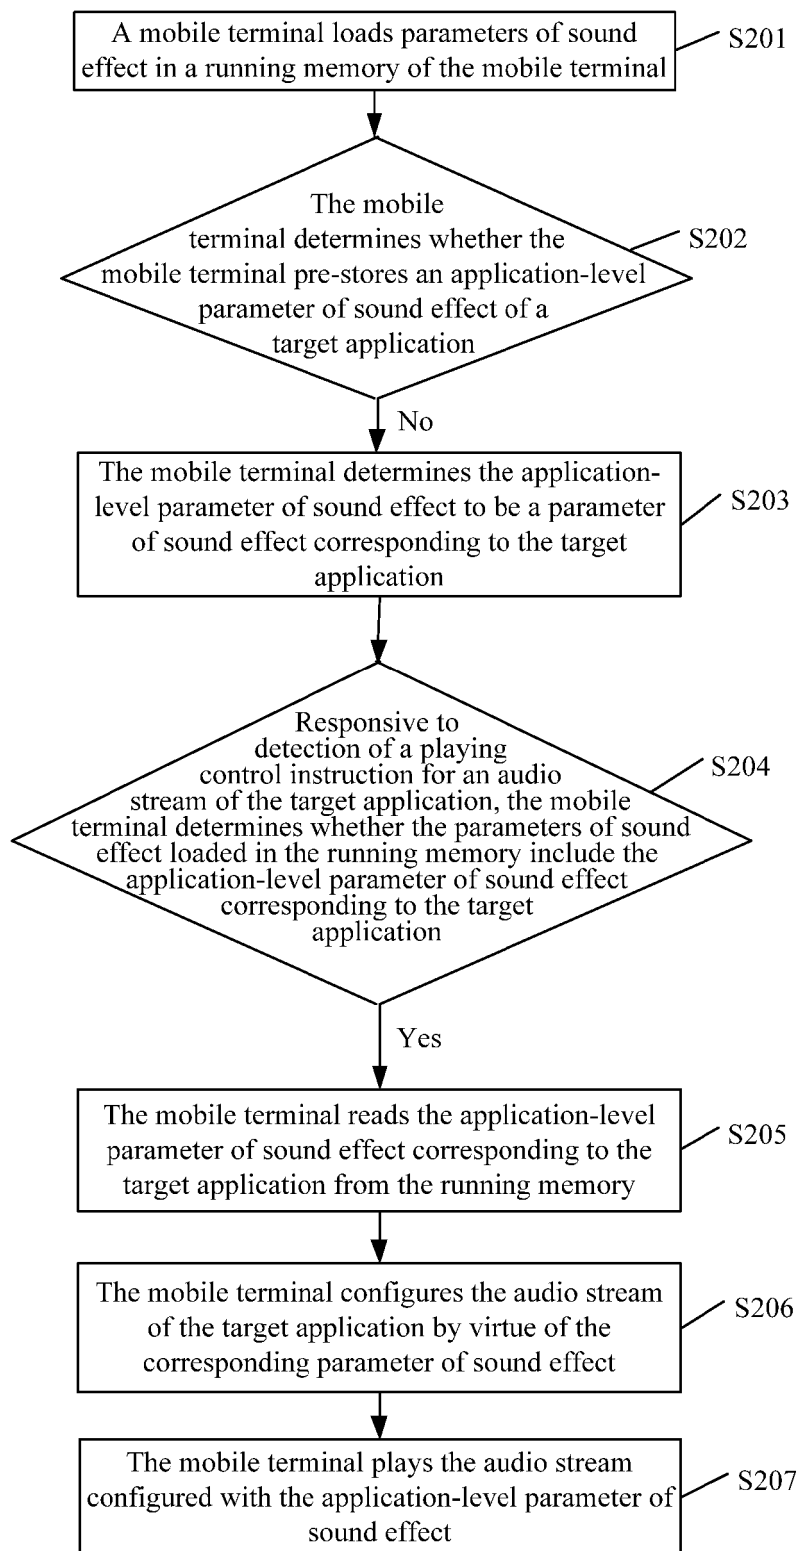 A mobile terminal loads parameters of sound
effect in a running memory of the mobile terminal
S201
The mobile
terminal determines whether the
mobile terminal pre-stores an application-level
parameter of sound effect of a
target application
S202
No
The mobile terminal determines the application-
level parameter of sound effect to be a parameter
of sound effect corresponding to the target
application
S203
Responsive to
detection of a playing
control instruction for an audio
stream of the target application, the mobile
terminal determines whether the parameters of sound
effect loaded in the running memory include the
application-level parameter of sound effect
corresponding to the target
application
S204
Yes
The mobile terminal reads the application-level
parameter of sound effect corresponding to the
target application from the running memory
S205
The mobile terminal configures the audio stream
of the target application by virtue of the
corresponding parameter of sound effect
S206
The mobile terminal plays the audio stream
configured with the application-level parameter of
sound effect
S207